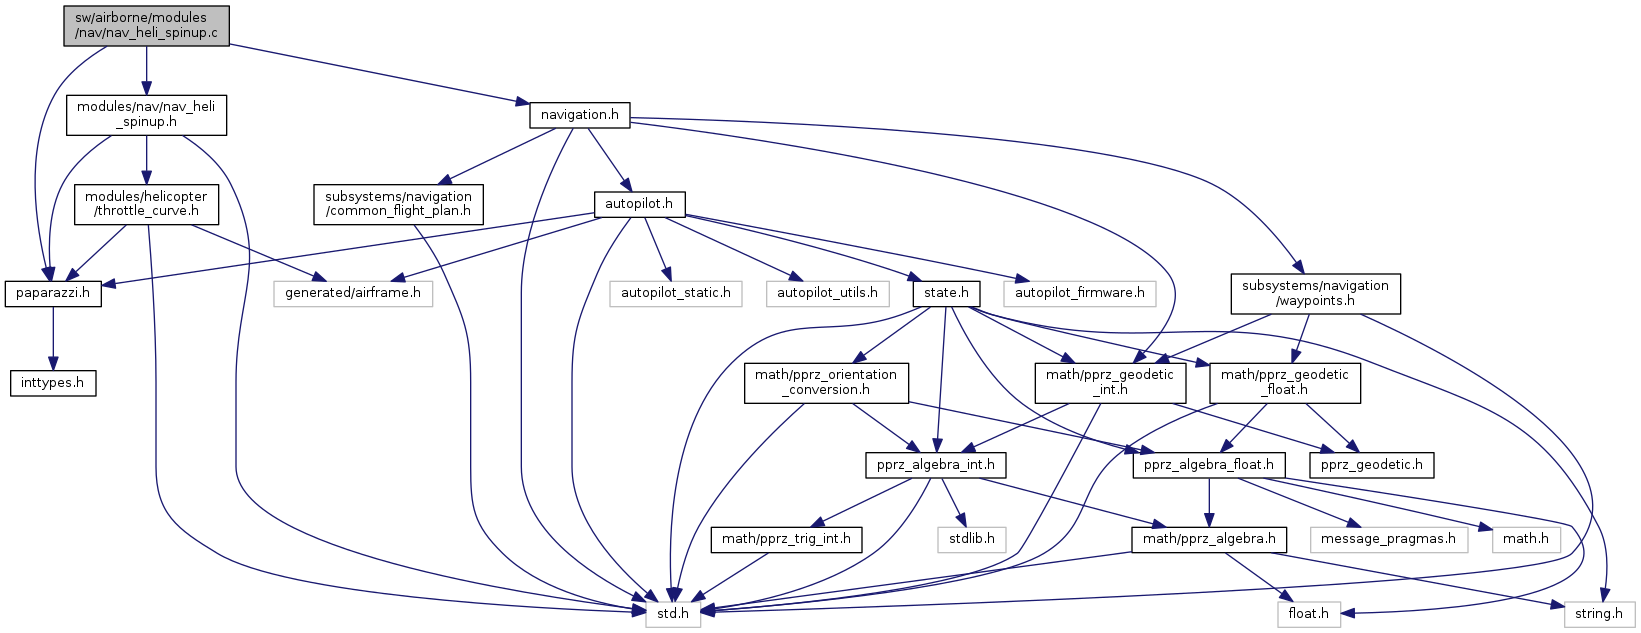 sw/airborne/modules
/nav/nav_heli_spinup.c
modules/nav/nav_heli
_spinup.h
navigation.h
modules/helicopter
/throttle_curve.h
subsystems/navigation
/common_flight_plan.h
autopilot.h
paparazzi.h
generated/airframe.h
autopilot_static.h
autopilot_utils.h
state.h
autopilot_firmware.h
subsystems/navigation
/waypoints.h
inttypes.h
math/pprz_orientation
_conversion.h
math/pprz_geodetic
_int.h
math/pprz_geodetic
_float.h
pprz_algebra_int.h
pprz_algebra_float.h
pprz_geodetic.h
math/pprz_trig_int.h
stdlib.h
math/pprz_algebra.h
message_pragmas.h
math.h
std.h
float.h
string.h